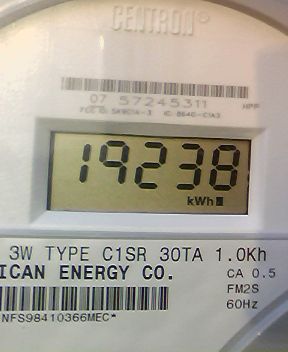 CENTRON®
07 57245311
HPP
19238
kWh
3W TYPE C1SR 30TA 1.0Kh
ICAN ENERGY CO.
CA 0.5
FM2S
60Hz
NFS98410366MEC*